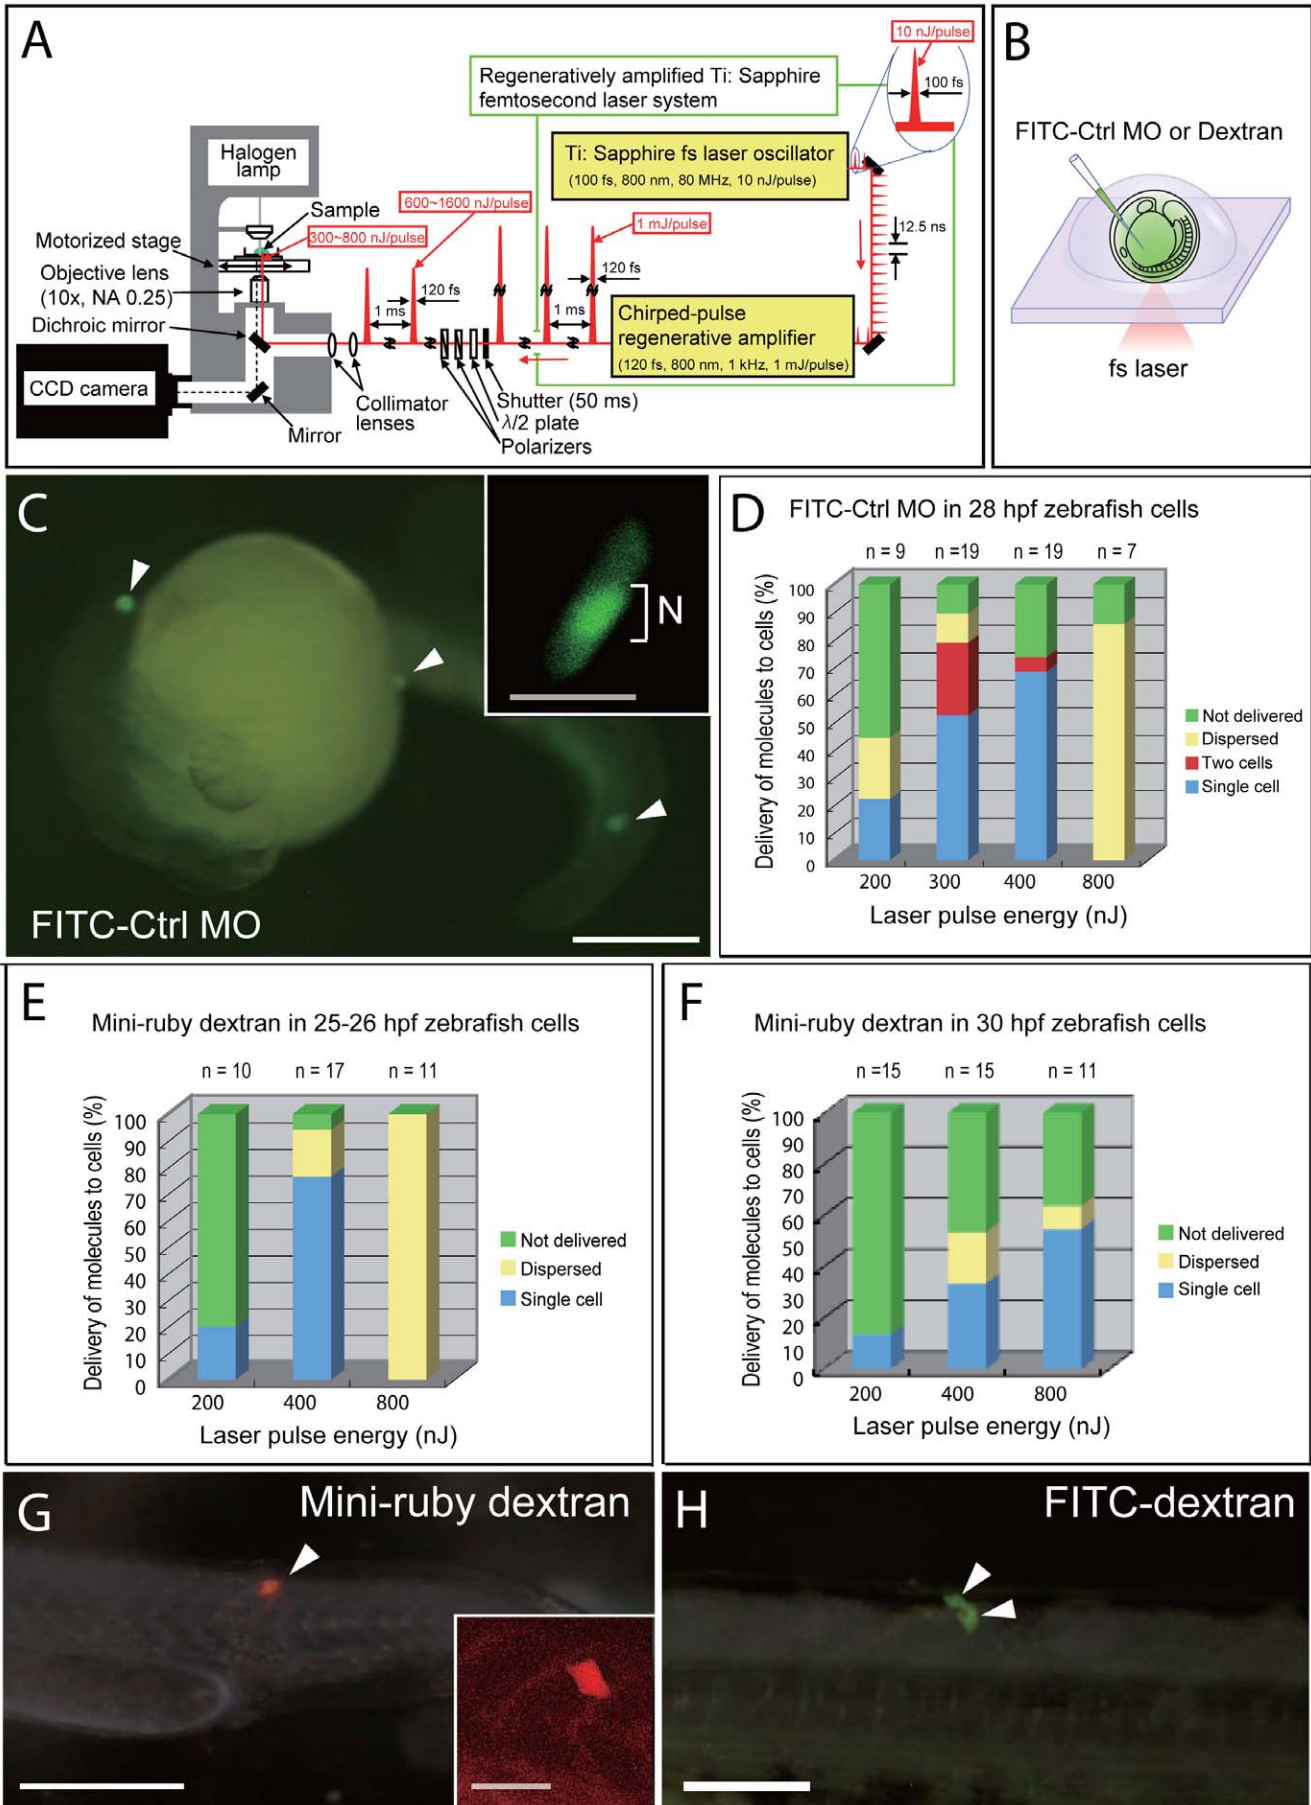 A
Regeneratively amplified Ti: Sapphire
femtosecond laser system
10 nJ/pulse
100 fs
Ti: Sapphire fs laser oscillator
(100 fs, 800 nm, 80 MHz, 10 nJ/pulse)
12.5 ns
Halogen
lamp
Sample
600~1600 nJ/pulse
300~800 nJ/pulse
1 mJ/pulse
Motorized stage
Objective lens
(10x, NA 0.25)
Dichroic mirror
120 fs
1 ms
120 fs
1 ms
Chirped-pulse
regenerative amplifier
(120 fs, 800 nm, 1 kHz, 1 mJ/pulse)
CCD camera
Mirror
Collimator
lenses
Shutter (50 ms)
λ/2 plate
Polarizers
B
FITC-Ctrl MO or Dextran
fs laser
C
N
FITC-Ctrl MO
D
FITC-Ctrl MO in 28 hpf zebrafish cells
n = 9 n =19 n = 19 n = 7
Delivery of molecules to cells (%)
100
90
80
70
60
50
40
30
20
10
0
200 300 400 800
Laser pulse energy (nJ)
Not delivered
Dispersed
Two cells
Single cell
E
Mini-ruby dextran in 25-26 hpf zebrafish cells
n = 10 n = 17 n = 11
Delivery of molecules to cells (%)
100
90
80
70
60
50
40
30
20
10
0
200 400 800
Laser pulse energy (nJ)
Not delivered
Dispersed
Single cell
F
Mini-ruby dextran in 30 hpf zebrafish cells
n =15 n = 15 n = 11
Delivery of molecules to cells (%)
100
90
80
70
60
50
40
30
20
10
0
200 400 800
Laser pulse energy (nJ)
Not delivered
Dispersed
Single cell
G
Mini-ruby dextran
H
FITC-dextran